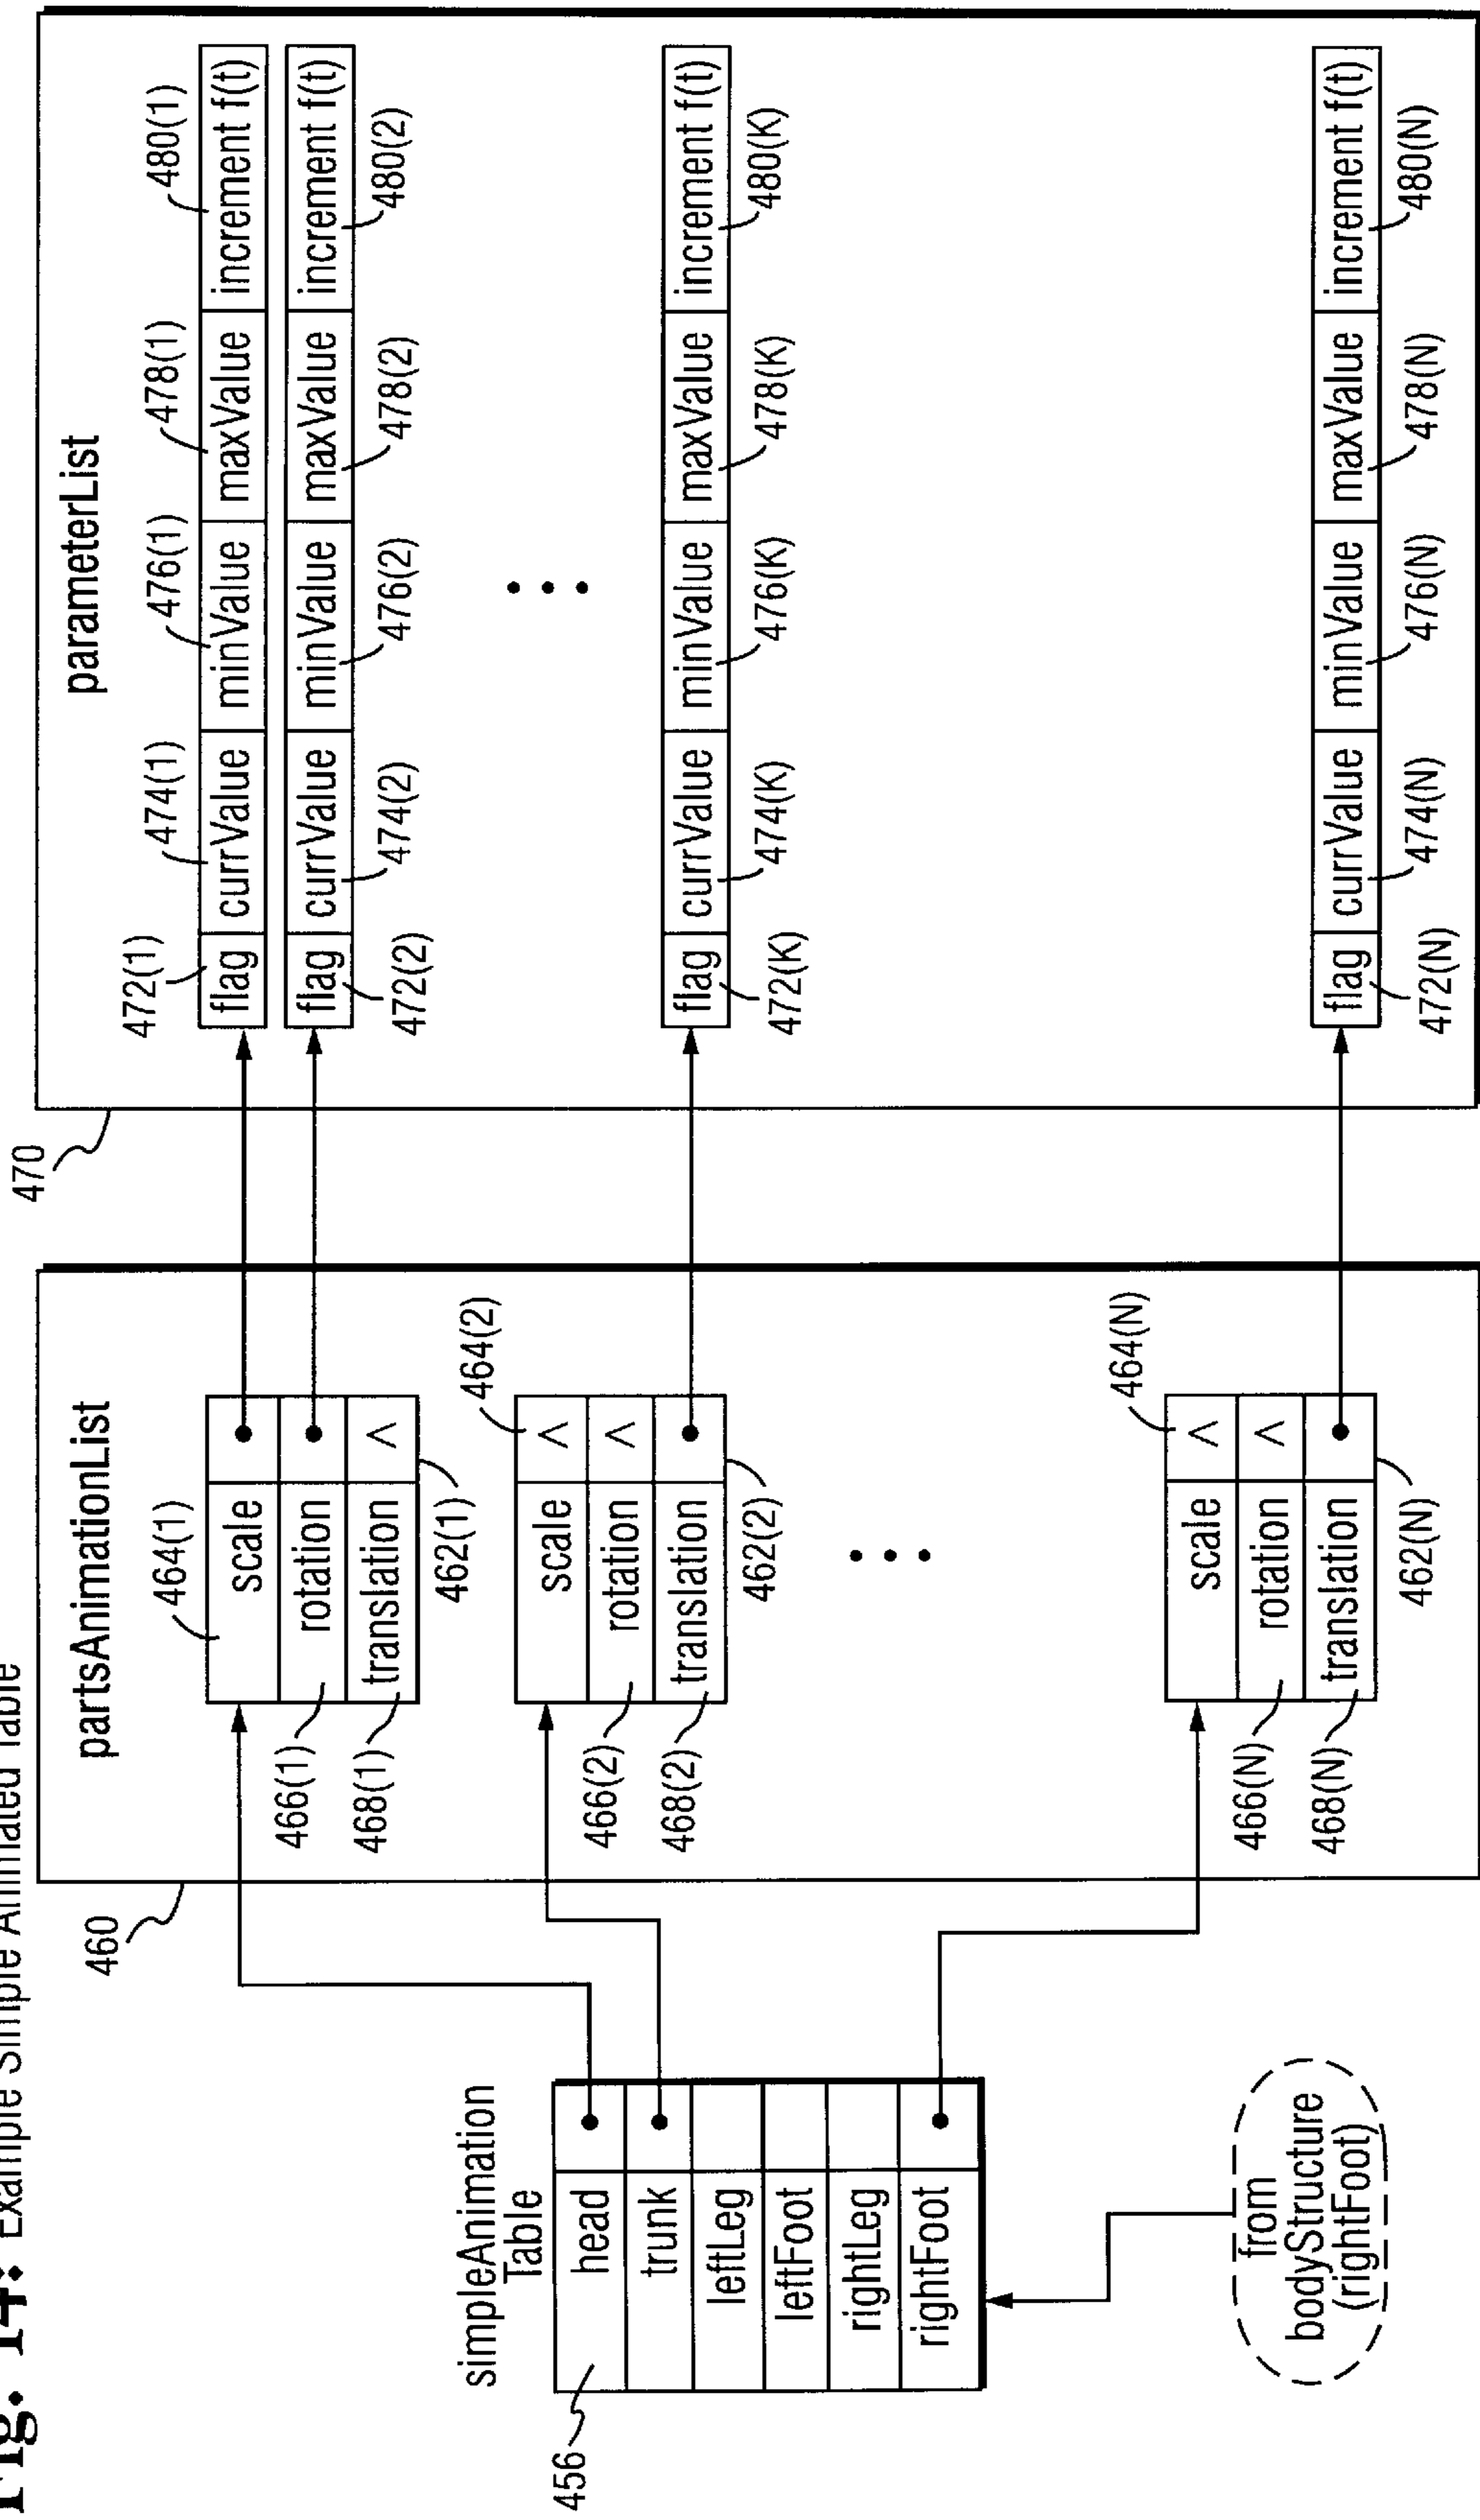 Fig. 14: Example Simple Animated Table
456
simpleAnimation
Table
head
trunk
leftLeg
leftFoot
rightLeg
rightFoot
from
bodyStructure
(rightFoot)
460
partsAnimationList
464(1)
scale
rotation
translation
466(1)
468(1)
462(1)
464(2)
scale
rotation
translation
466(2)
468(2)
462(2)
464(N)
scale
rotation
translation
466(N)
468(N)
462(N)
470
parameterList
472(1) 474(1) 476(1) 478(1) 480(1)
flag currValue minValue maxValue increment f(t)
flag currValue minValue maxValue increment f(t)
472(2) 474(2) 476(2) 478(2) 480(2)
flag currValue minValue maxValue increment f(t)
472(K) 474(K) 476(K) 478(K) 480(K)
flag currValue minValue maxValue increment f(t)
472(N) 474(N) 476(N) 478(N) 480(N)